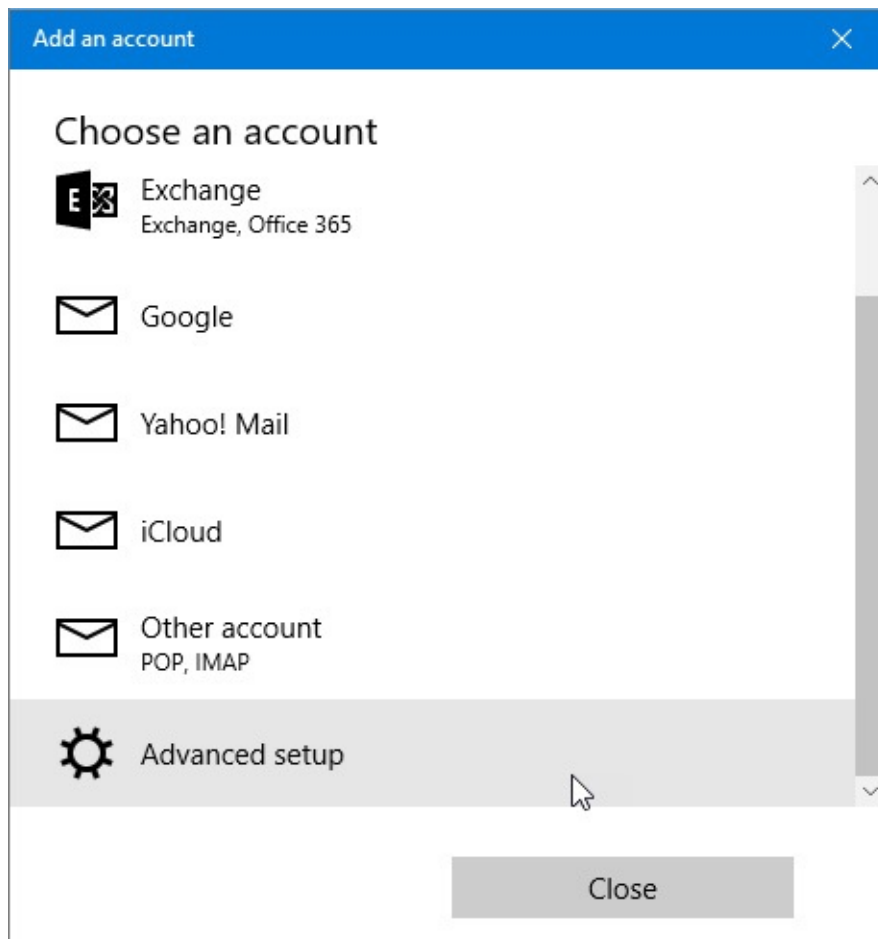 Add an account
Choose an account
Exchange
Exchange, Office 365
Google
Yahoo! Mail
iCloud
Other account
POP, IMAP
Advanced setup
Close